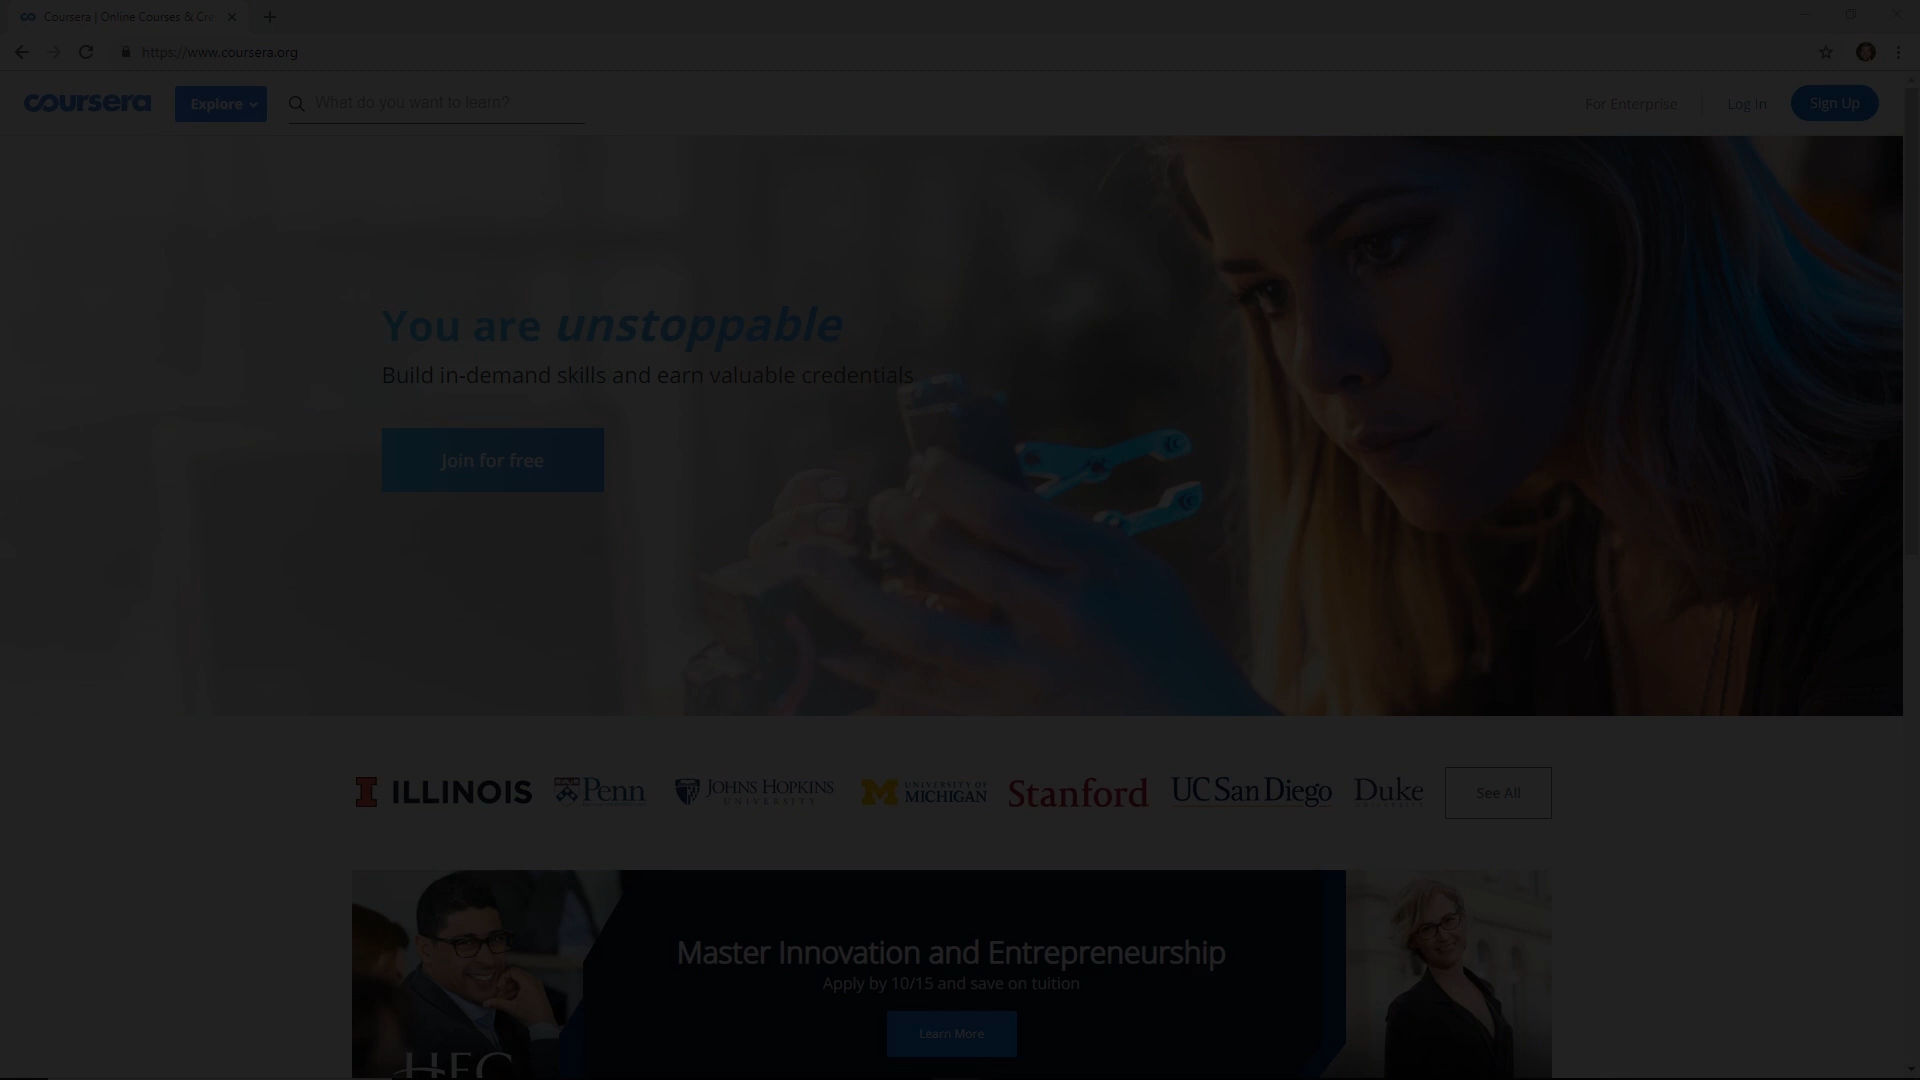 Coursera | Online Courses & Cre
https://www.coursera.org
coursera
Explore
What do you want to learn?
For Enterprise
Log In
Sign Up
You are unstoppable
Build in-demand skills and earn valuable credentials
Join for free
I ILLINOIS
Penn
JOHNS HOPKINS
UNIVERSITY
M
UNIVERSITY OF
MICHIGAN
Stanford
UC San Diego
Duke
UNIVERSITY
See All
Master Innovation and Entrepreneurship
Apply by 10/15 and save on tuition
Learn More
HEC